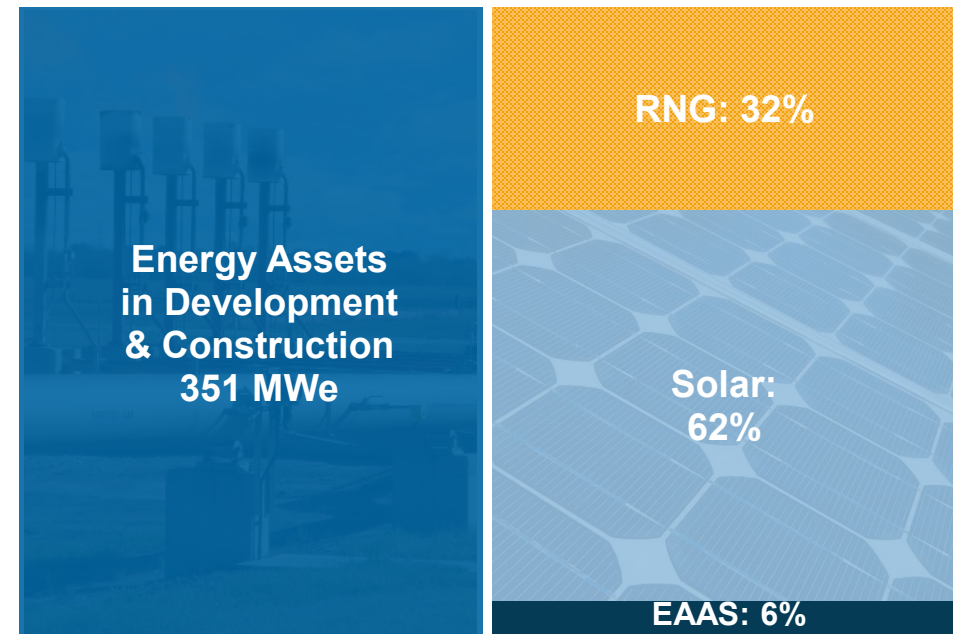 Energy Assets
in Development
& Construction
351 MWe
RNG: 32%
Solar:
62%
EAAS: 6%